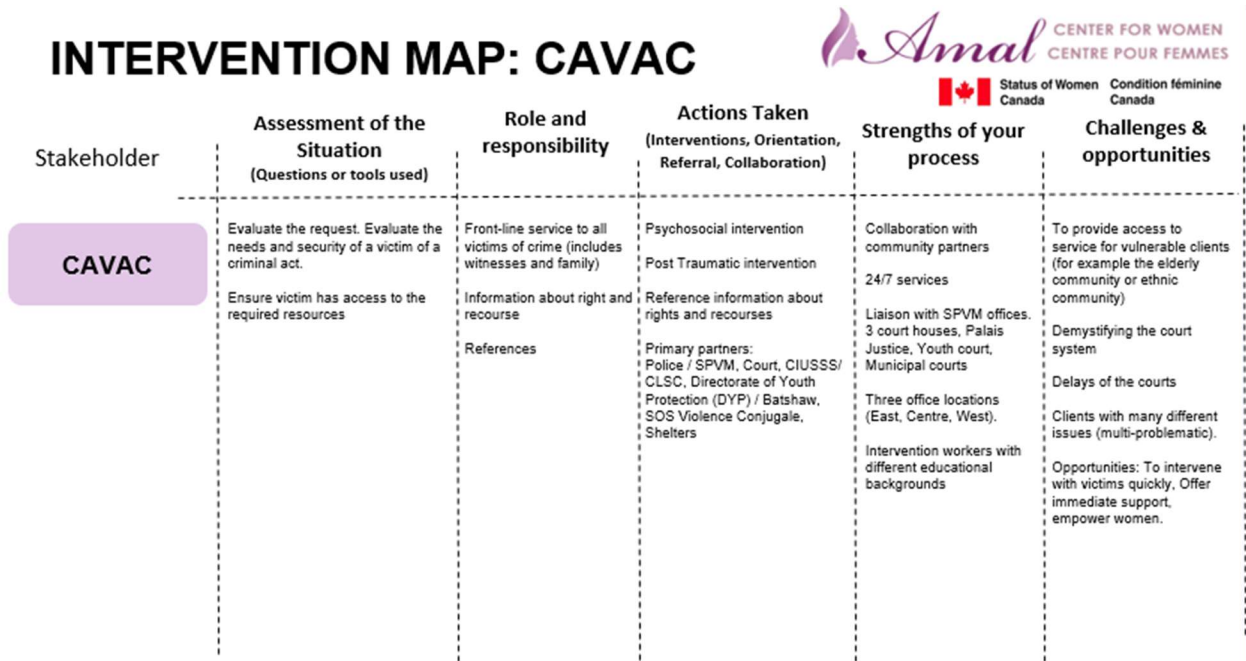 INTERVENTION MAP: CAVAC
Amal
CENTER FOR WOMEN
CENTRE POUR FEMMES
Status of Women
Canada
Condition féminine
Canada
Stakeholder
Assessment of the
Situation
(Questions or tools used)
Role and
responsibility
Actions Taken
(Interventions, Orientation,
Referral, Collaboration)
Strengths of your
process
Challenges &
opportunities
CAVAC
Evaluate the request. Evaluate the
needs and security of a victim of a
criminal act.
Ensure victim has access to the
required resources
Front-line service to all
victims of crime (includes
witnesses and family)
Information about right and
recourse
References
Psychosocial intervention
Post Traumatic intervention
Reference information about
rights and recourses
Primary partners:
Police / SPVM, Court, CIUSSS/
CLSC, Directorate of Youth
Protection (DYP) / Batshaw,
SOS Violence Conjugale,
Shelters
Collaboration with
community partners
24/7 services
Liaison with SPVM offices.
3 court houses, Palais
Justice, Youth court,
Municipal courts
Three office locations
(East, Centre, West).
Intervention workers with
different educational
backgrounds
To provide access to
service for vulnerable clients
(for example the elderly
community or ethnic
community)
Demystifying the court
system
Delays of the courts
Clients with many different
issues (multi-problematic).
Opportunities: To intervene
with victims quickly, Offer
immediate support,
empower women.